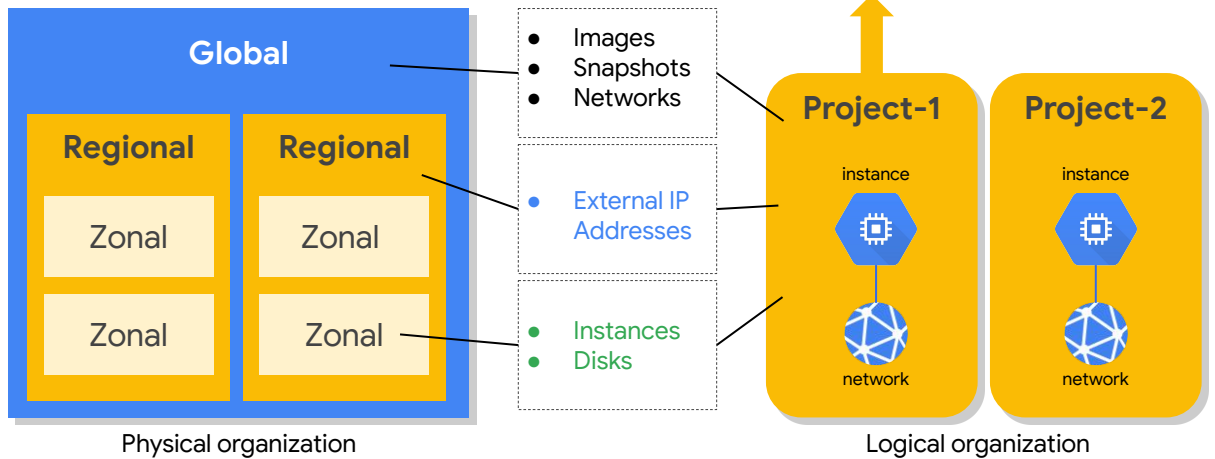 Global
Regional
Zonal
Zonal
Regional
Zonal
Zonal
Physical organization
● Images
● Snapshots
● Networks
● External IP
Addresses
● Instances
● Disks
Project-1
instance
network
Project-2
instance
network
Logical organization